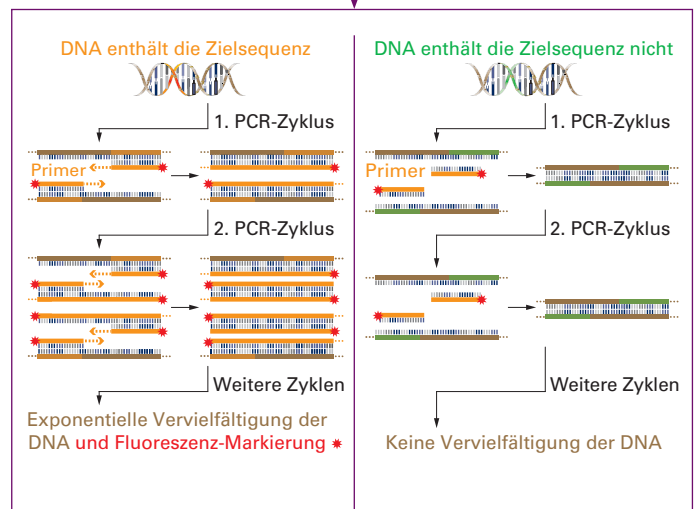 DNA enthält die Zielsequenz
1. PCR-Zyklus
Primer
2. PCR-Zyklus
Weitere Zyklen
Exponentielle Vervielfältigung der
DNA und Fluoreszenz-Markierung
DNA enthält die Zielsequenz nicht
1. PCR-Zyklus
Primer
2. PCR-Zyklus
Weitere Zyklen
Keine Vervielfältigung der DNA